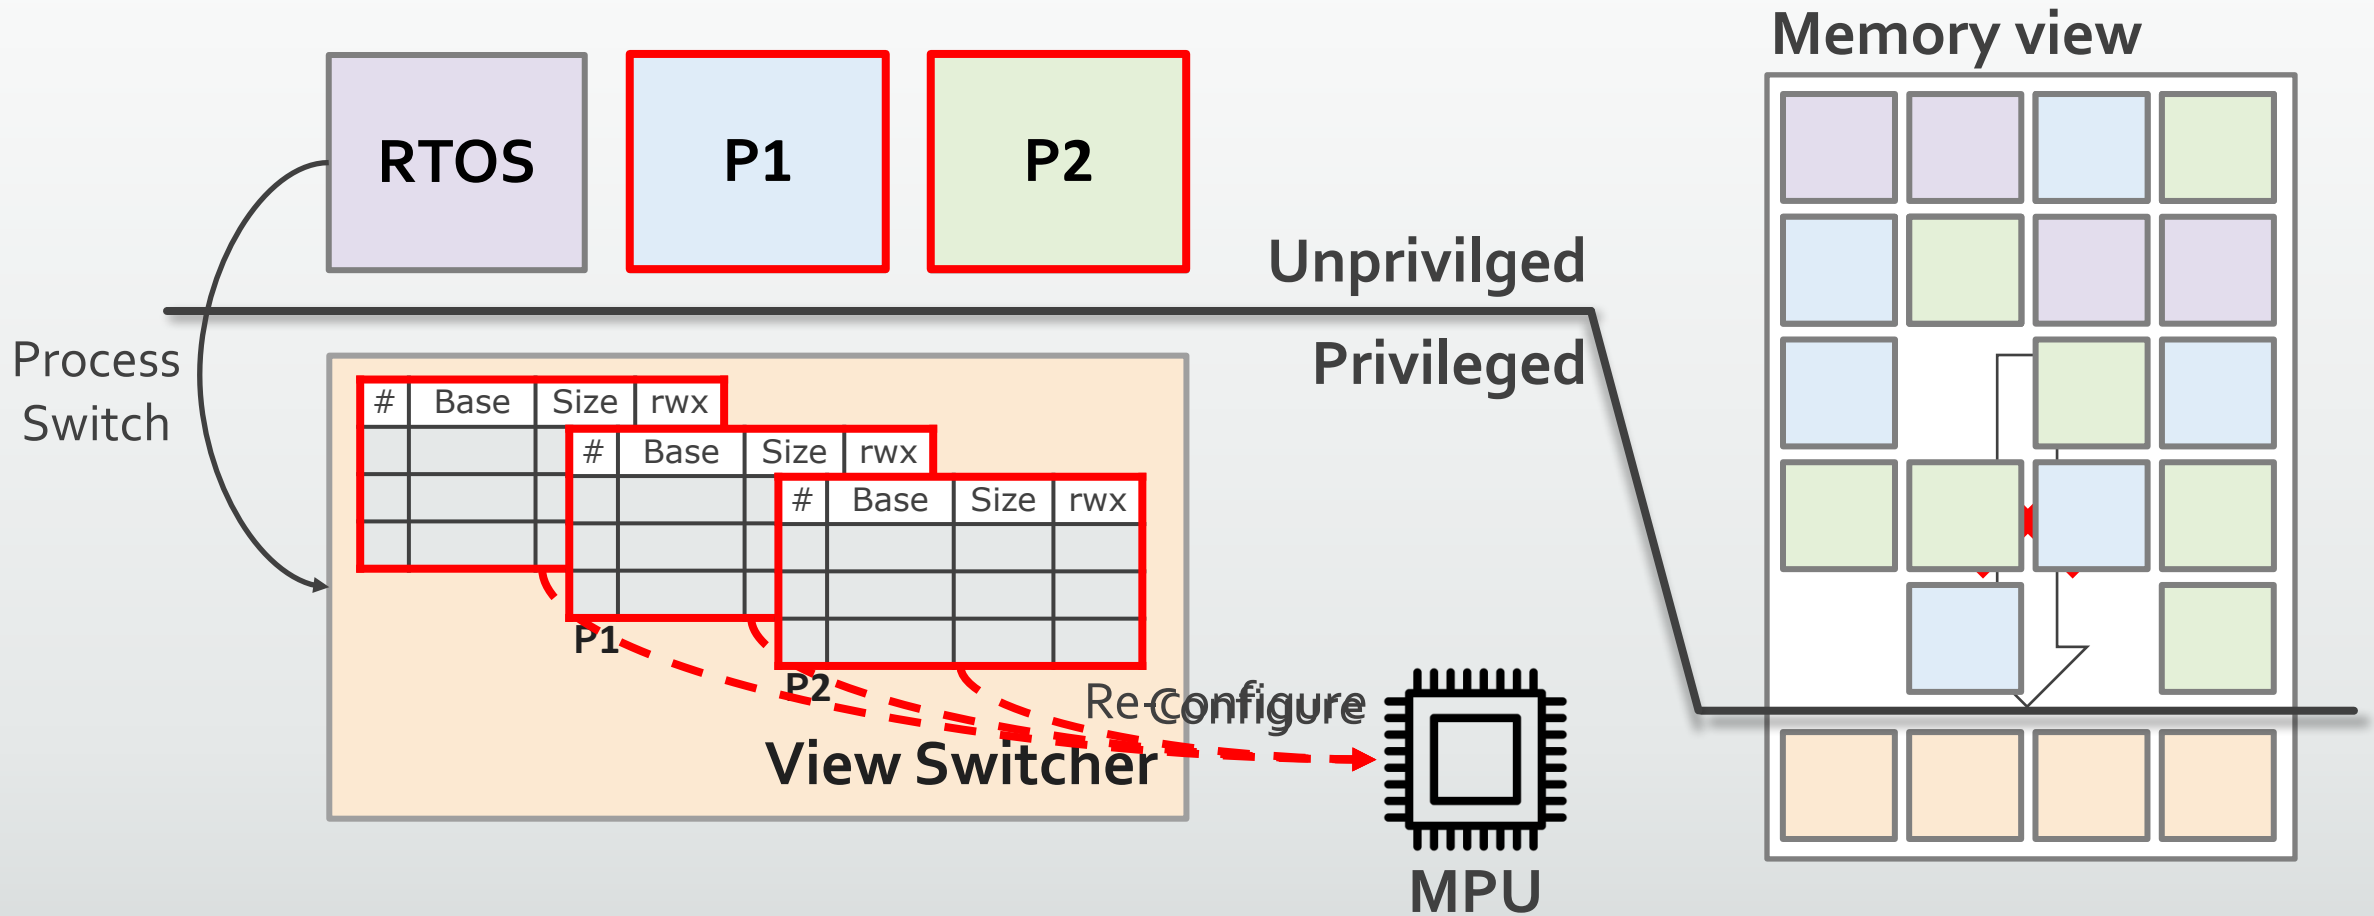 Memory view
RTOS
P1
P2
Unprivilged
Privileged
Process
Switch
# Base Size rwx
# Base Size rwx
# Base Size rwx
P1
P2
Re-configure
Configure
View Switcher
MPU